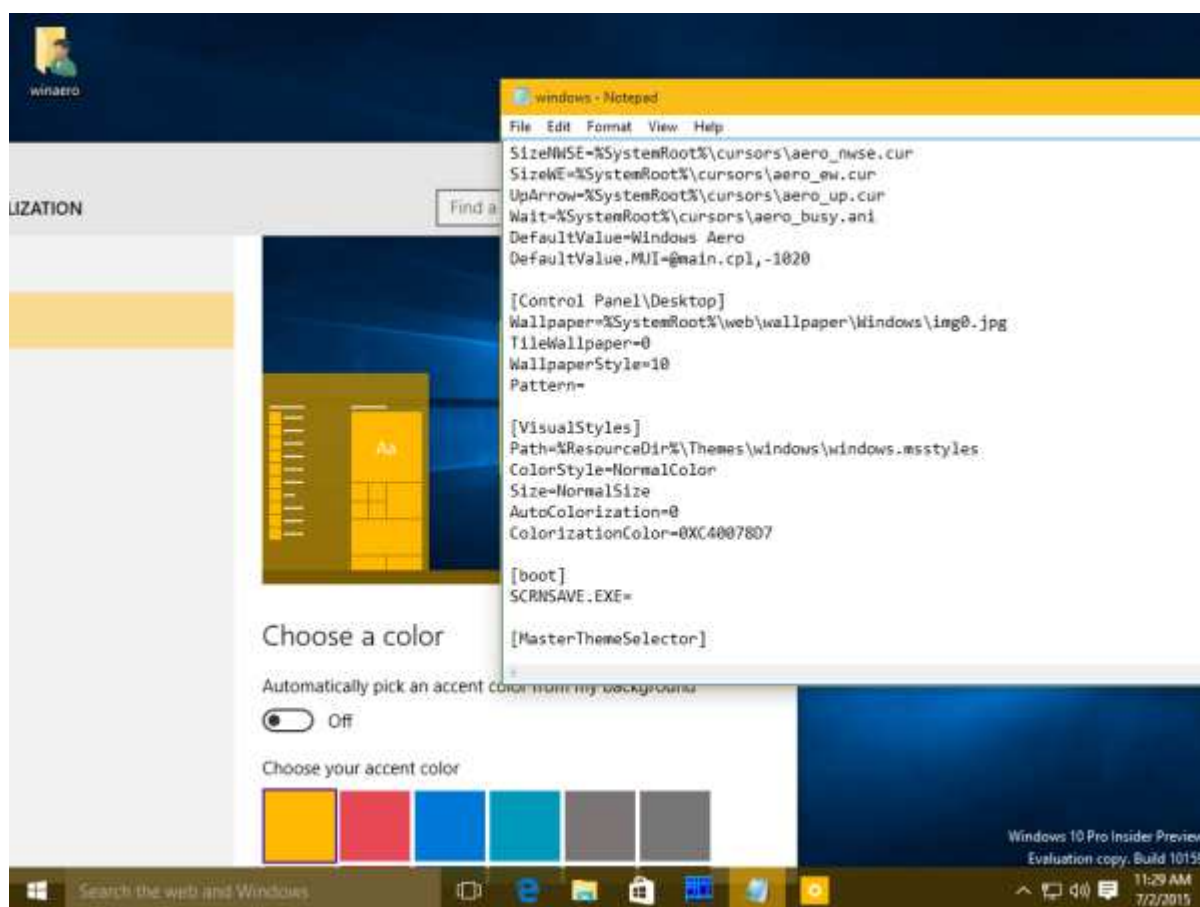 winaero
windows - Notepad
File Edit Format View Help
SizeNWSE=%SystemRoot%\cursors\aero_nwse.cur
SizeWE=%SystemRoot%\cursors\aero_ew.cur
UpArrow=%SystemRoot%\cursors\aero_up.cur
Wait=%SystemRoot%\cursors\aero_busy.ani
DefaultValue=Windows Aero
DefaultValue.MUI=@main.cpl,-1020
[Control Panel\Desktop]
Wallpaper=%SystemRoot%\web\wallpaper\Windows\img0.jpg
TileWallpaper=0
WallpaperStyle=10
Pattern=
[VisualStyles]
Path=%ResourceDir%\Themes\windows\windows.msstyles
ColorStyle=NormalColor
Size=NormalSize
AutoColorization=0
ColorizationColor=0XC40078D7
[boot]
SCRNSAVE.EXE=
[MasterThemeSelector]
LIZATION
Find a
Aa
Choose a color
Automatically pick an accent color from my background
Off
Choose your accent color
Windows 10 Pro Insider Preview
Evaluation copy. Build 10159
Search the web and Windows
11:29 AM
7/2/2015